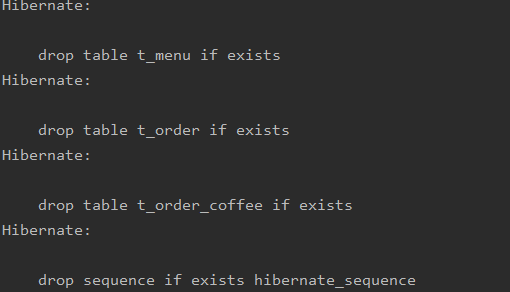 Hibernate:
drop table t_menu if exists
Hibernate:
drop table t_order if exists
Hibernate:
drop table t_order_coffee if exists
Hibernate:
drop sequence if exists hibernate_sequence